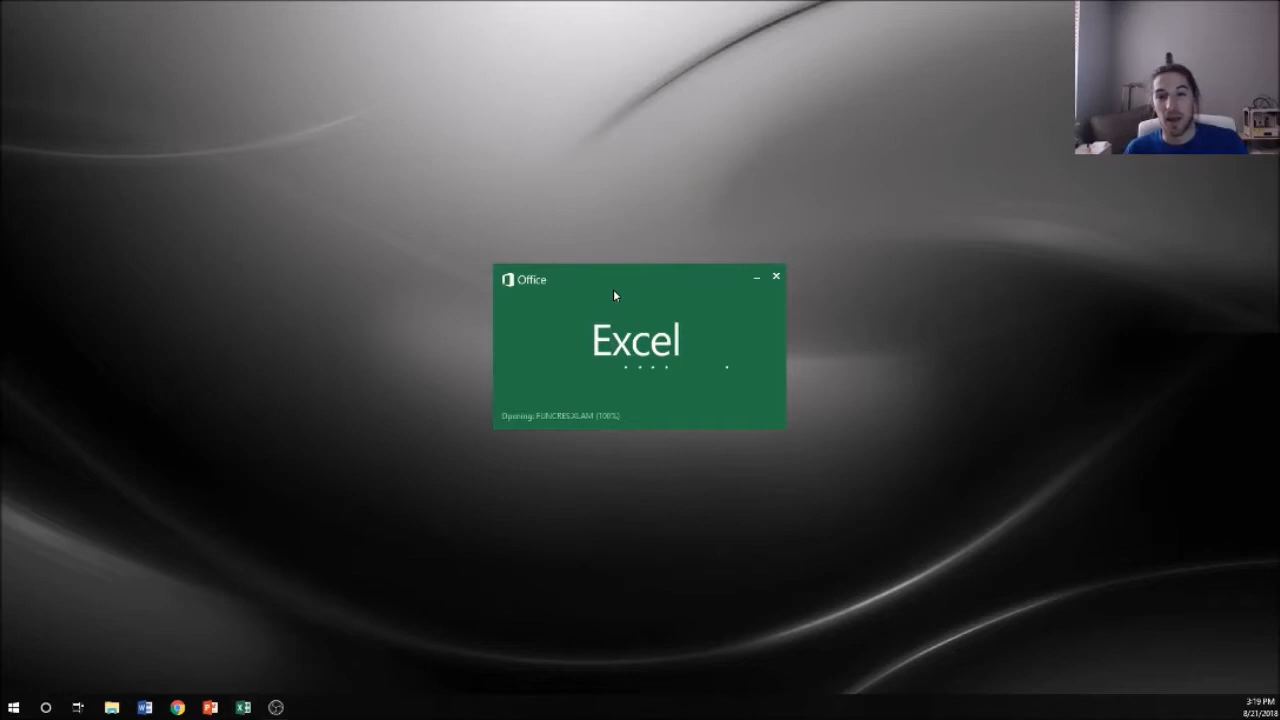 Office
Excel
Opening: FUNCRES.XLAM (100%)
3:19 PM
8/21/2018